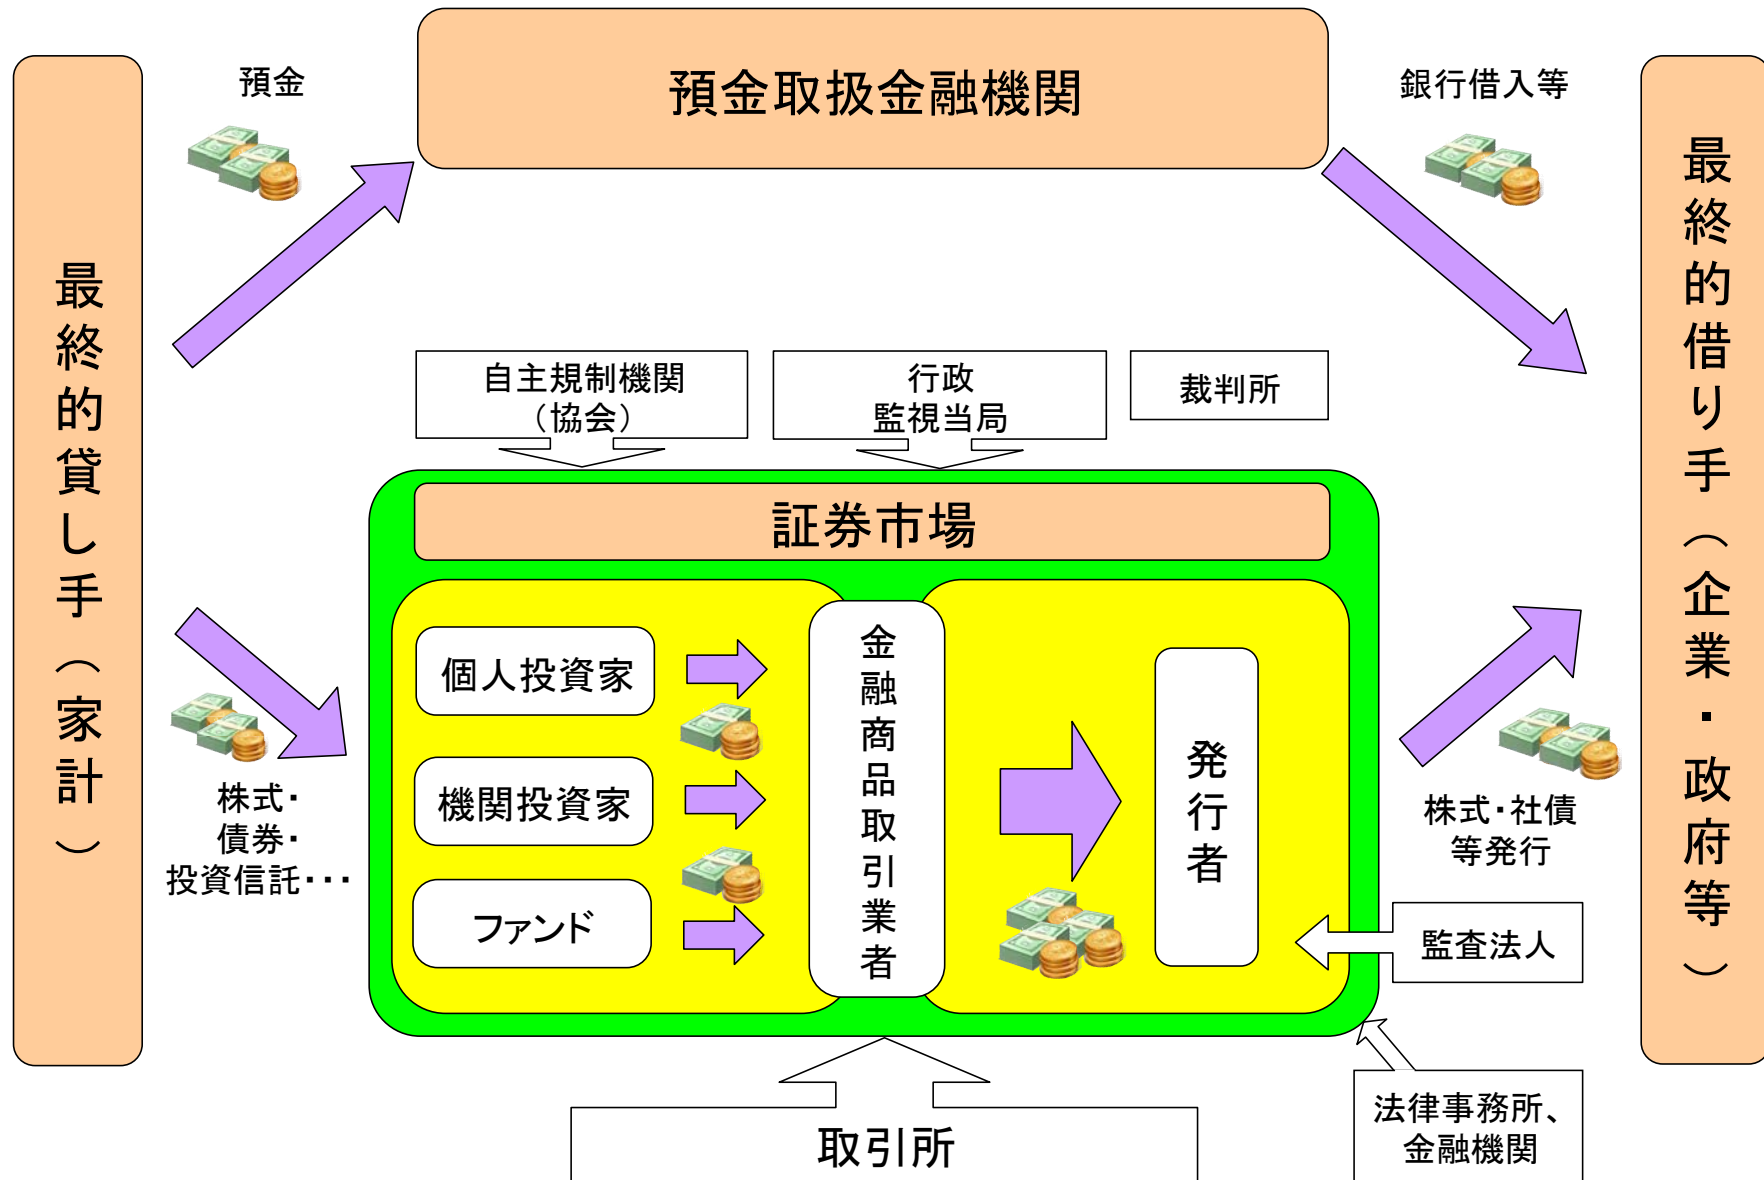 預金
預金取扱金融機関
銀行借入等
最終的貸し手（家計）
最終的借り手（企業・政府等）
自主規制機関
（協会）
行政
監視当局
裁判所
証券市場
個人投資家
機関投資家
ファンド
金融商品取引業者
発行者
株式・
債券・
投資信託・・・
株式・社債
等発行
監査法人
法律事務所、
金融機関
取引所